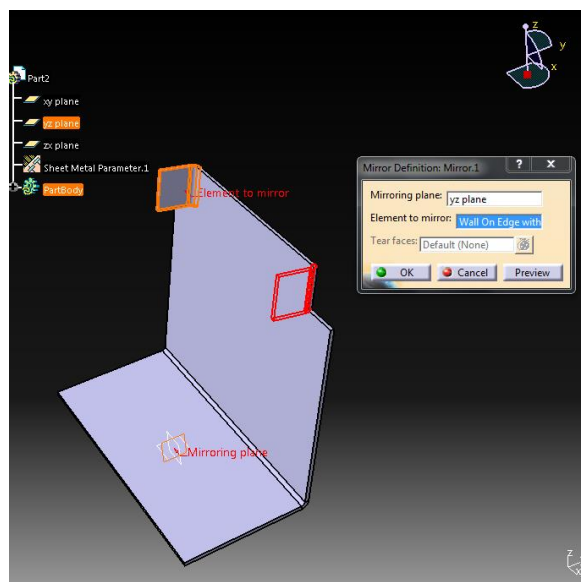 z
y
x
Part2
xy plane
yz plane
zx plane
Sheet Metal Parameter.1
PartBody
Element to mirror
Mirror Definition: Mirror.1 ? X
Mirroring plane: yz plane
Element to mirror: Wall On Edge with
Tear faces: Default (None)
OK Cancel Preview
Mirroring plane
z
x